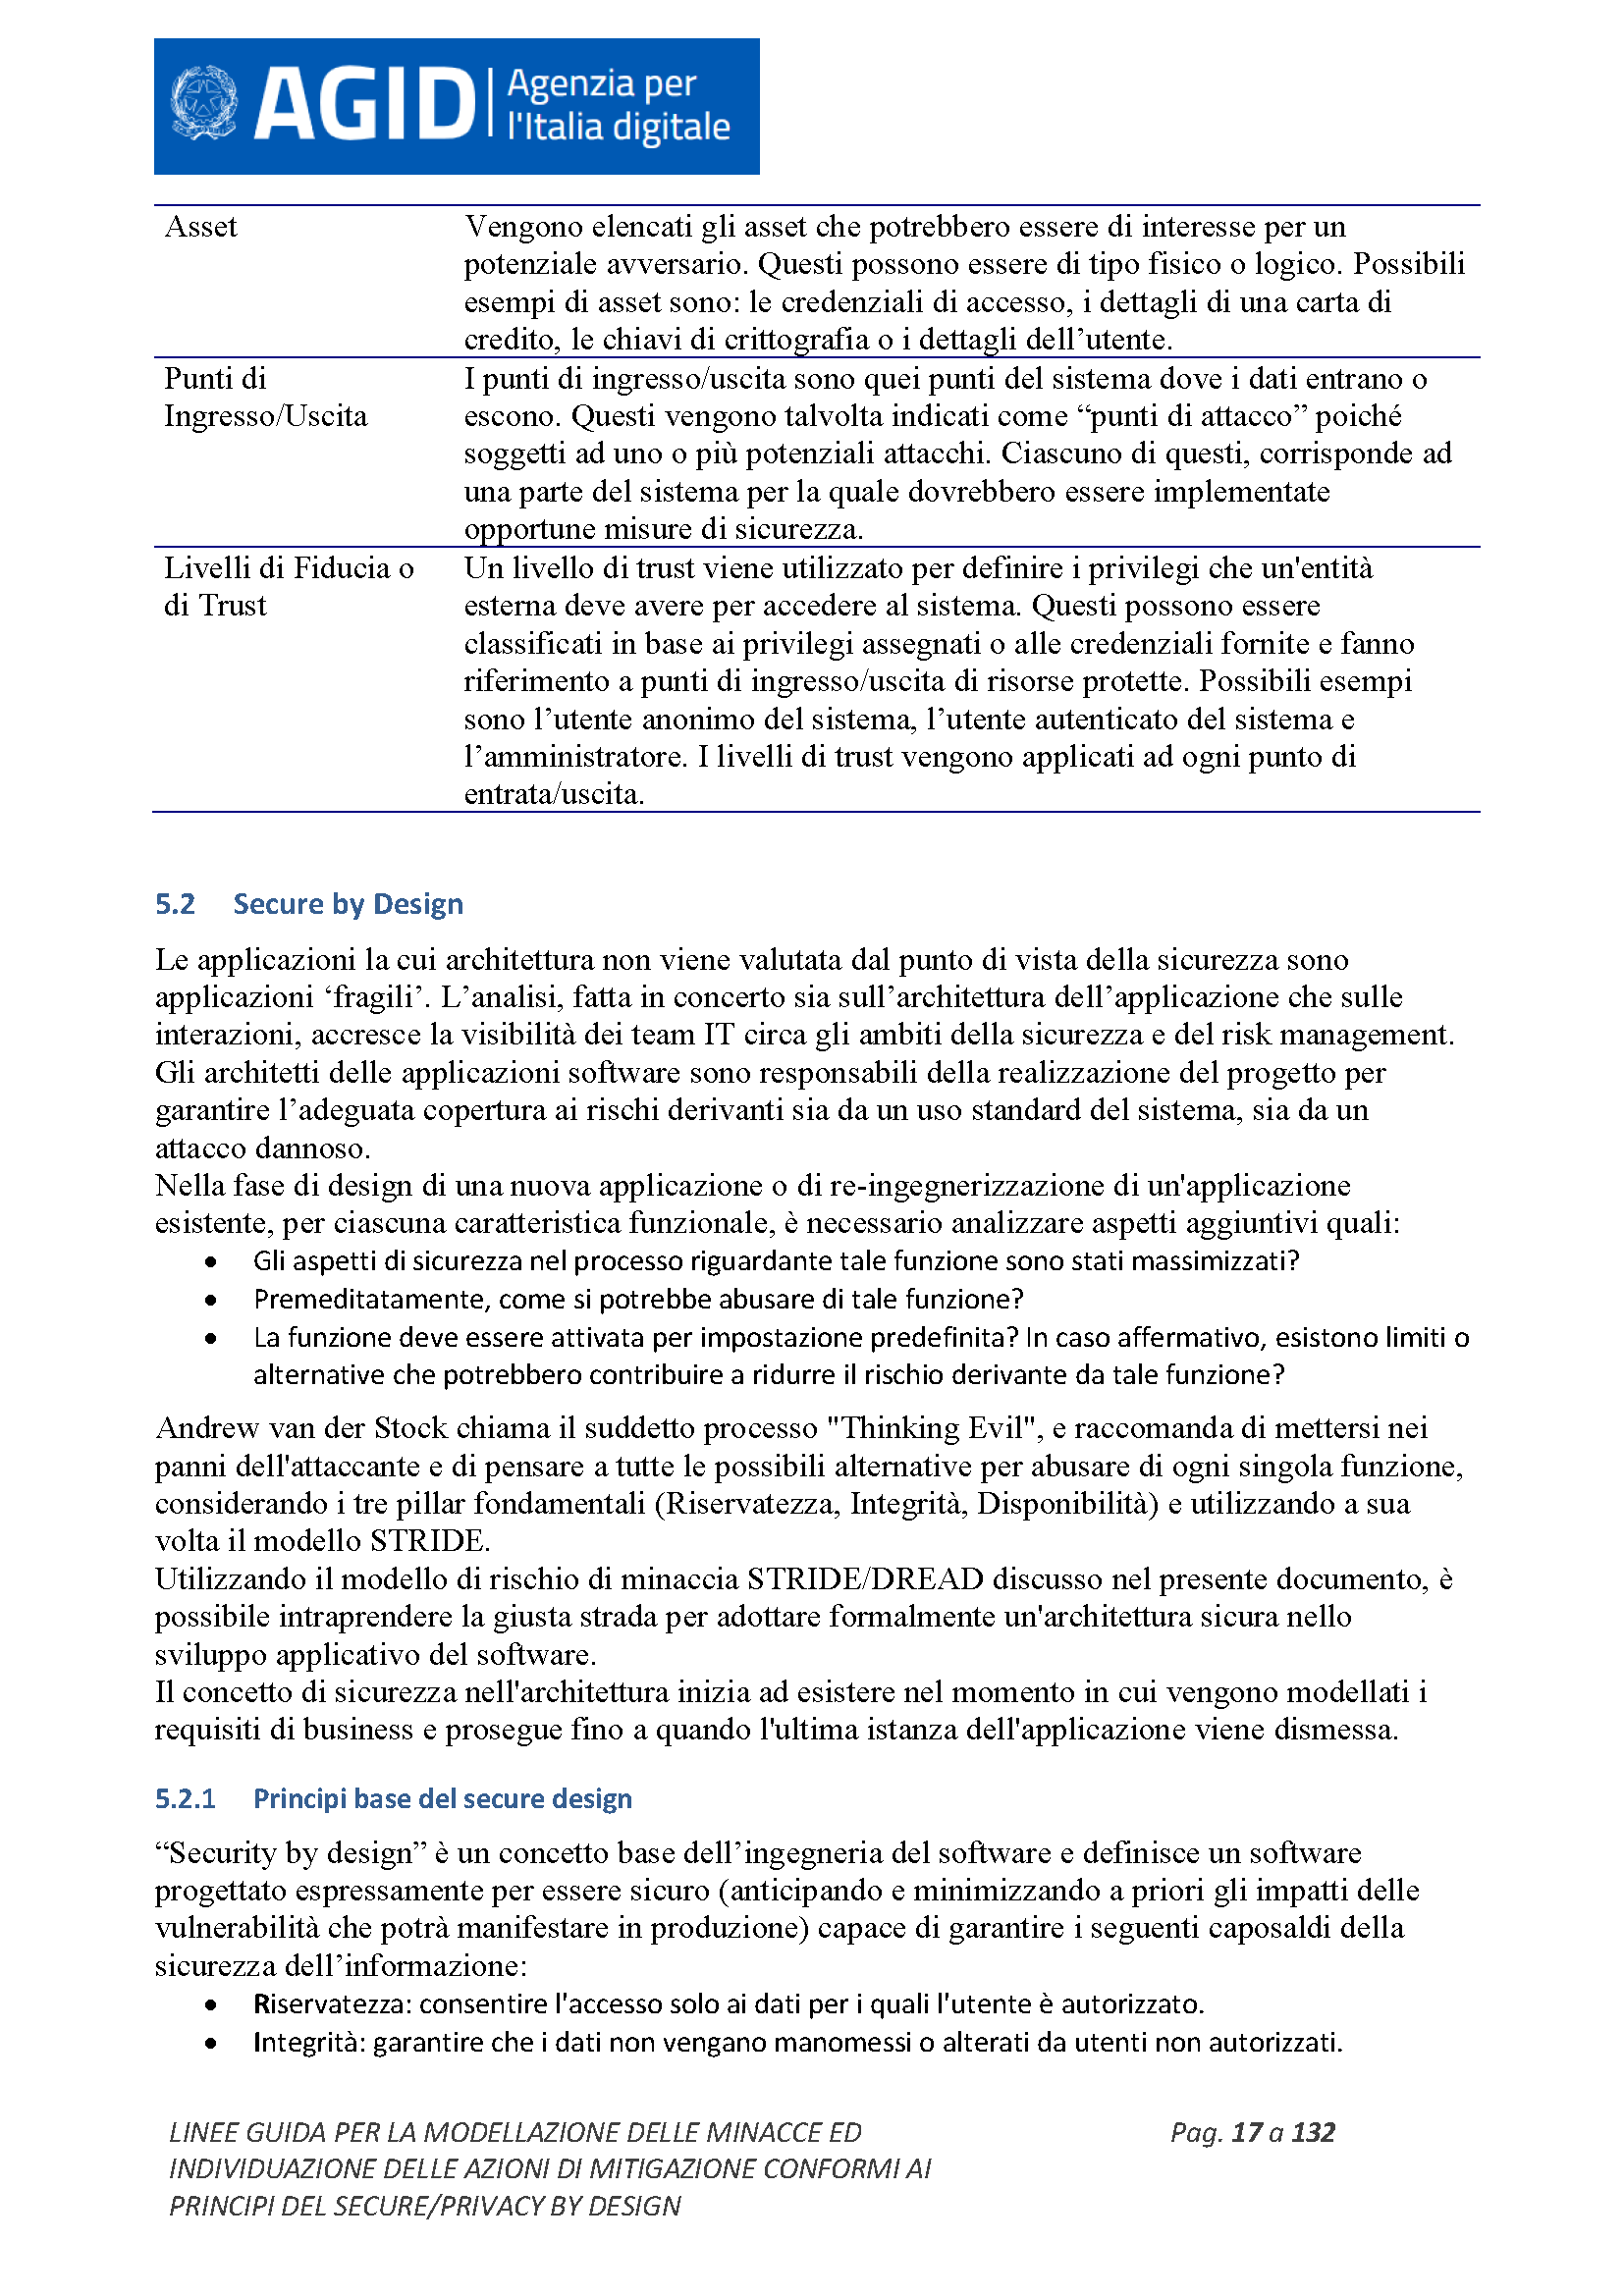 AGID
Agenzia per
l'Italia digitale
Asset
Vengono elencati gli asset che potrebbero essere di interesse per un
potenziale avversario. Questi possono essere di tipo fisico o logico. Possibili
esempi di asset sono: le credenziali di accesso, i dettagli di una carta di
credito, le chiavi di crittografia o i dettagli dell’utente.
Punti di
Ingresso/Uscita
I punti di ingresso/uscita sono quei punti del sistema dove i dati entrano o
escono. Questi vengono talvolta indicati come “punti di attacco” poiché
soggetti ad uno o più potenziali attacchi. Ciascuno di questi, corrisponde ad
una parte del sistema per la quale dovrebbero essere implementate
opportune misure di sicurezza.
Livelli di Fiducia o
di Trust
Un livello di trust viene utilizzato per definire i privilegi che un'entità
esterna deve avere per accedere al sistema. Questi possono essere
classificati in base ai privilegi assegnati o alle credenziali fornite e fanno
riferimento a punti di ingresso/uscita di risorse protette. Possibili esempi
sono l’utente anonimo del sistema, l’utente autenticato del sistema e
l’amministratore. I livelli di trust vengono applicati ad ogni punto di
entrata/uscita.
5.2 Secure by Design
Le applicazioni la cui architettura non viene valutata dal punto di vista della sicurezza sono
applicazioni ‘fragili’. L’analisi, fatta in concerto sia sull’architettura dell’applicazione che sulle
interazioni, accresce la visibilità dei team IT circa gli ambiti della sicurezza e del risk management.
Gli architetti delle applicazioni software sono responsabili della realizzazione del progetto per
garantire l’adeguata copertura ai rischi derivanti sia da un uso standard del sistema, sia da un
attacco dannoso.
Nella fase di design di una nuova applicazione o di re-ingegnerizzazione di un'applicazione
esistente, per ciascuna caratteristica funzionale, è necessario analizzare aspetti aggiuntivi quali:
• Gli aspetti di sicurezza nel processo riguardante tale funzione sono stati massimizzati?
• Premeditatamente, come si potrebbe abusare di tale funzione?
• La funzione deve essere attivata per impostazione predefinita? In caso affermativo, esistono limiti o
alternative che potrebbero contribuire a ridurre il rischio derivante da tale funzione?
Andrew van der Stock chiama il suddetto processo "Thinking Evil", e raccomanda di mettersi nei
panni dell'attaccante e di pensare a tutte le possibili alternative per abusare di ogni singola funzione,
considerando i tre pillar fondamentali (Riservatezza, Integrità, Disponibilità) e utilizzando a sua
volta il modello STRIDE.
Utilizzando il modello di rischio di minaccia STRIDE/DREAD discusso nel presente documento, è
possibile intraprendere la giusta strada per adottare formalmente un'architettura sicura nello
sviluppo applicativo del software.
Il concetto di sicurezza nell'architettura inizia ad esistere nel momento in cui vengono modellati i
requisiti di business e prosegue fino a quando l'ultima istanza dell'applicazione viene dismessa.
5.2.1 Principi base del secure design
“Security by design” è un concetto base dell’ingegneria del software e definisce un software
progettato espressamente per essere sicuro (anticipando e minimizzando a priori gli impatti delle
vulnerabilità che potrà manifestare in produzione) capace di garantire i seguenti caposaldi della
sicurezza dell’informazione:
• Riservatezza: consentire l'accesso solo ai dati per i quali l'utente è autorizzato.
• Integrità: garantire che i dati non vengano manomessi o alterati da utenti non autorizzati.
LINEE GUIDA PER LA MODELLAZIONE DELLE MINACCE ED
INDIVIDUAZIONE DELLE AZIONI DI MITIGAZIONE CONFORMI AI
PRINCIPI DEL SECURE/PRIVACY BY DESIGN
Pag. 17 a 132